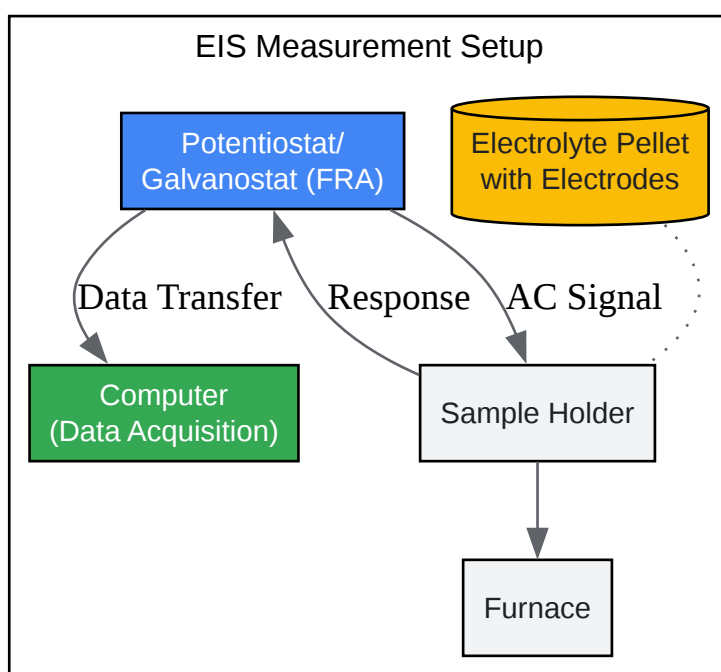 EIS Measurement Setup
Potentiostat/
Galvanostat (FRA)
Electrolyte Pellet
with Electrodes
Data Transfer
Response
AC Signal
Computer
(Data Acquisition)
Sample Holder
Furnace